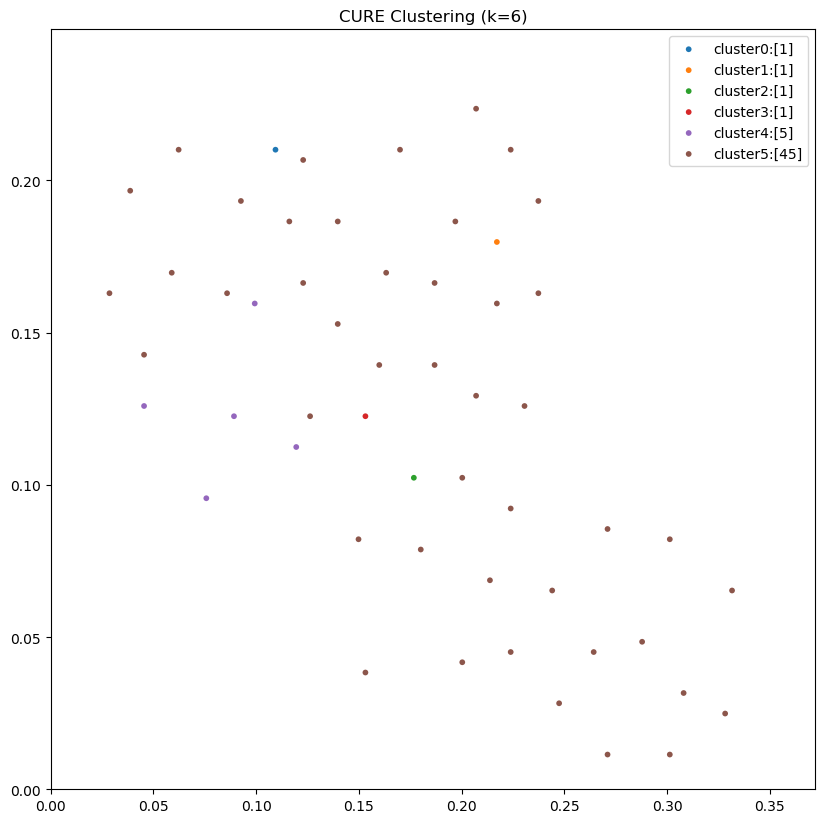 CURE Clustering (k=6)
cluster0:[1]
cluster1:[1]
cluster2:[1]
cluster3:[1]
cluster4:[5]
cluster5:[45]
0.20
0.15
0.10
0.05
0.00
0.00 0.05 0.10 0.15 0.20 0.25 0.30 0.35